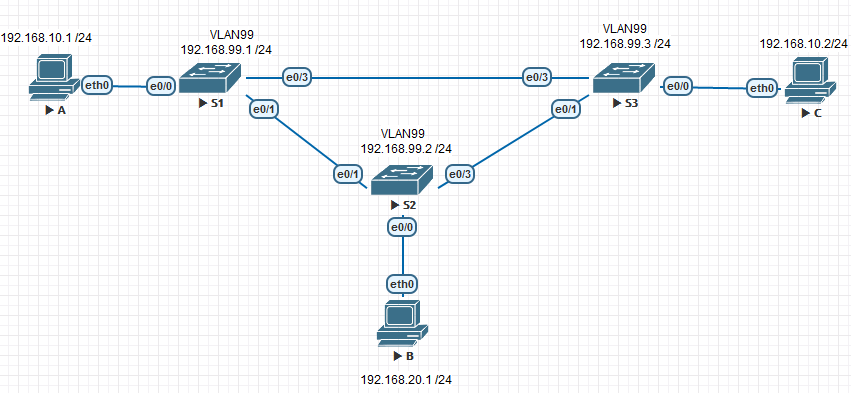 VLAN99
192.168.99.1 /24
VLAN99
192.168.99.3 /24
192.168.10.1 /24
192.168.10.2/24
eth0
e0/0
S1
e0/3
e0/3
S3
e0/0
eth0
A
C
e0/1
e0/1
VLAN99
192.168.99.2 /24
e0/1
e0/3
S2
e0/0
eth0
B
192.168.20.1 /24